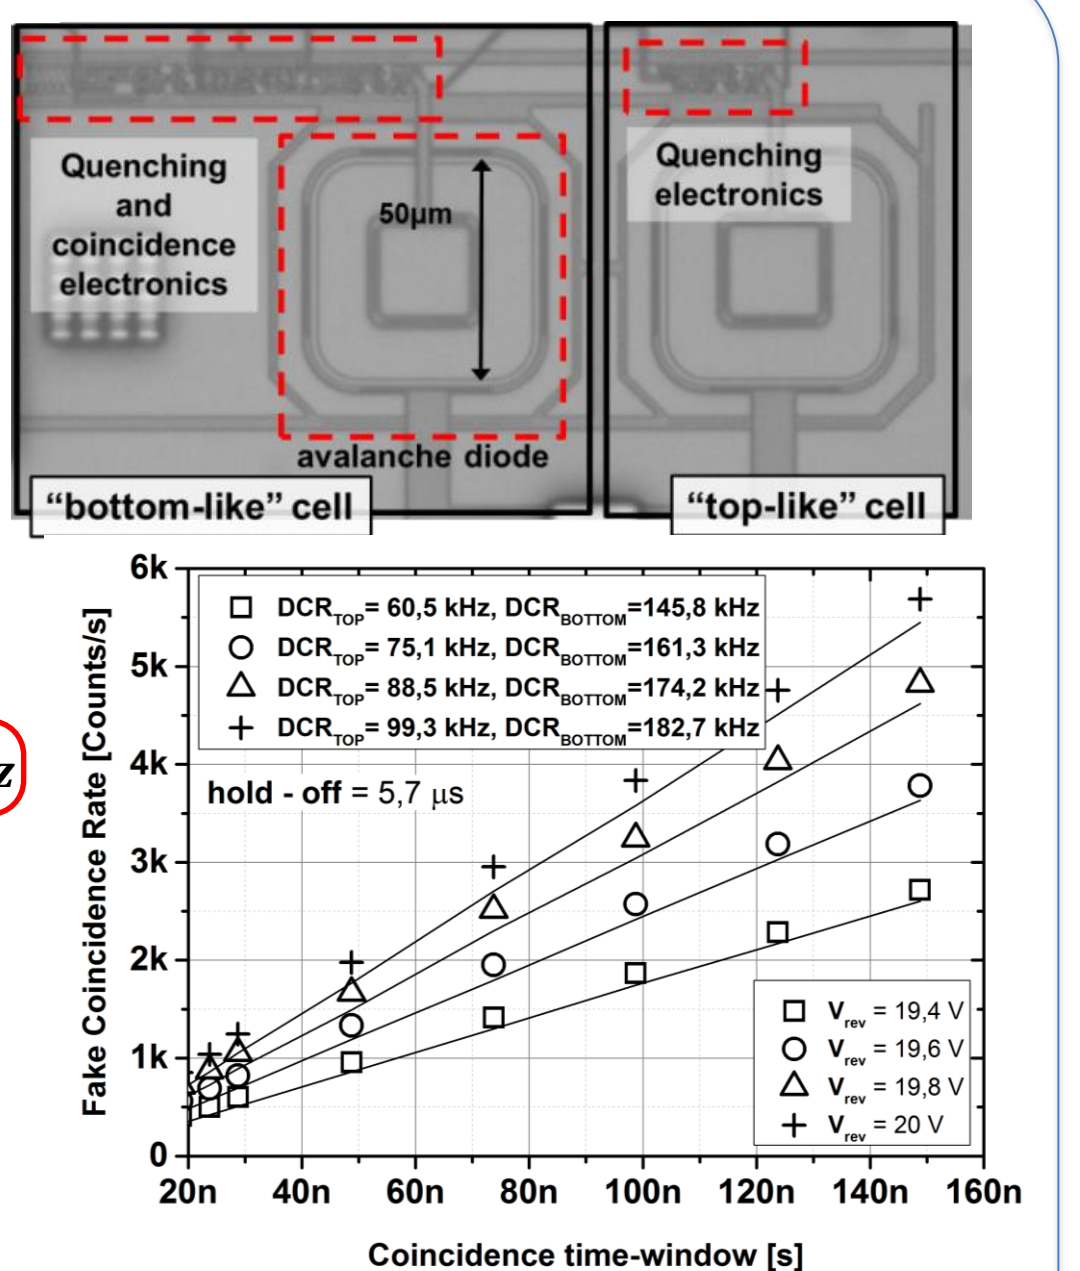 Quenching
and
coincidence
electronics
50μm
avalanche diode
"bottom-like" cell
Quenching
electronics
"top-like" cell
z
Fake Coincidence Rate [Counts/s]
6k
5k
4k
3k
2k
1k
0
DCR_TOP= 60,5 kHz, DCR_BOTTOM=145,8 kHz
DCR_TOP= 75,1 kHz, DCR_BOTTOM=161,3 kHz
DCR_TOP= 88,5 kHz, DCR_BOTTOM=174,2 kHz
DCR_TOP= 99,3 kHz, DCR_BOTTOM=182,7 kHz
hold - off = 5,7 μs
V_rev = 19,4 V
V_rev = 19,6 V
V_rev = 19,8 V
V_rev = 20 V
20n 40n 60n 80n 100n 120n 140n 160n
Coincidence time-window [s]